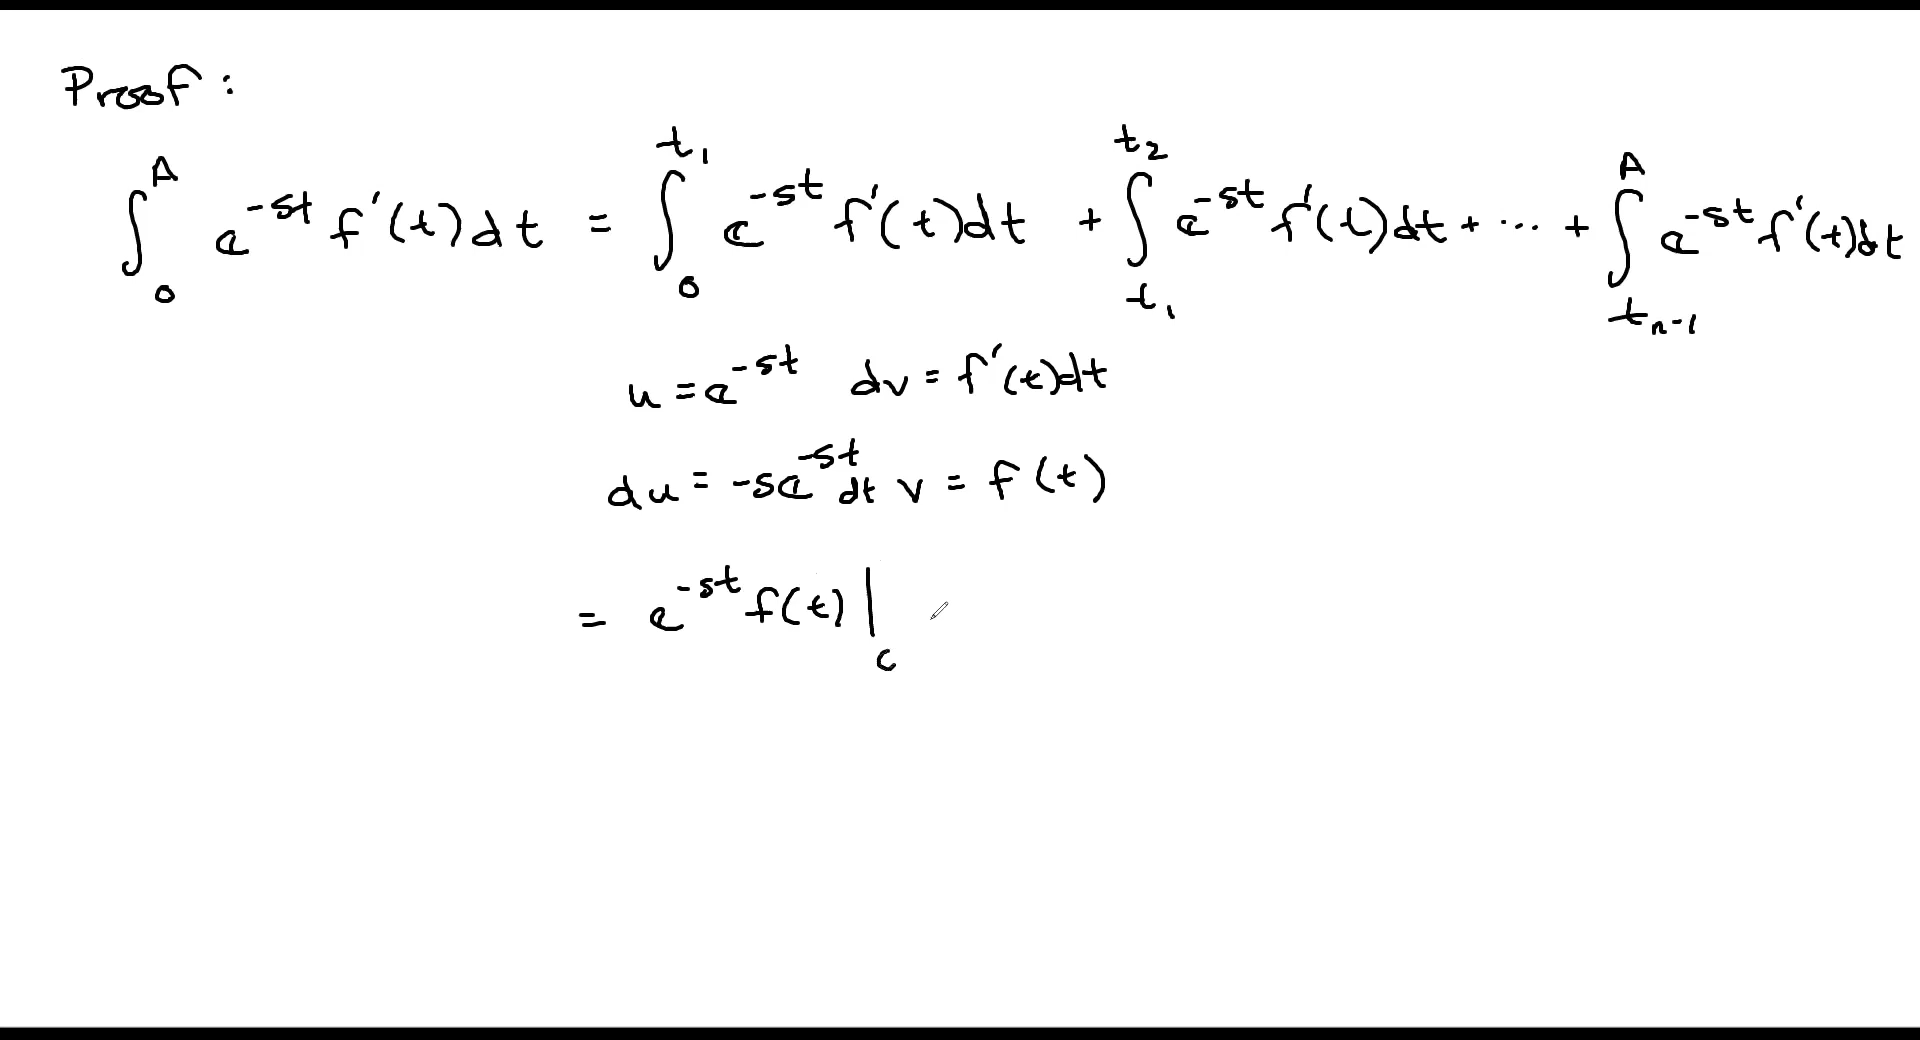 Proof:
∫₀ᴬ e^{-st} f'(t) dt = ∫₀^{t₁} e^{-st} f'(t) dt + ∫_{t₁}^{t₂} e^{-st} f'(t) dt + ... + ∫_{t_{n-1}}^{A} e^{-st} f'(t) dt
u = e^{-st} dv = f'(t) dt
du = -se^{-st} dt v = f(t)
= e^{-st} f(t) |_c